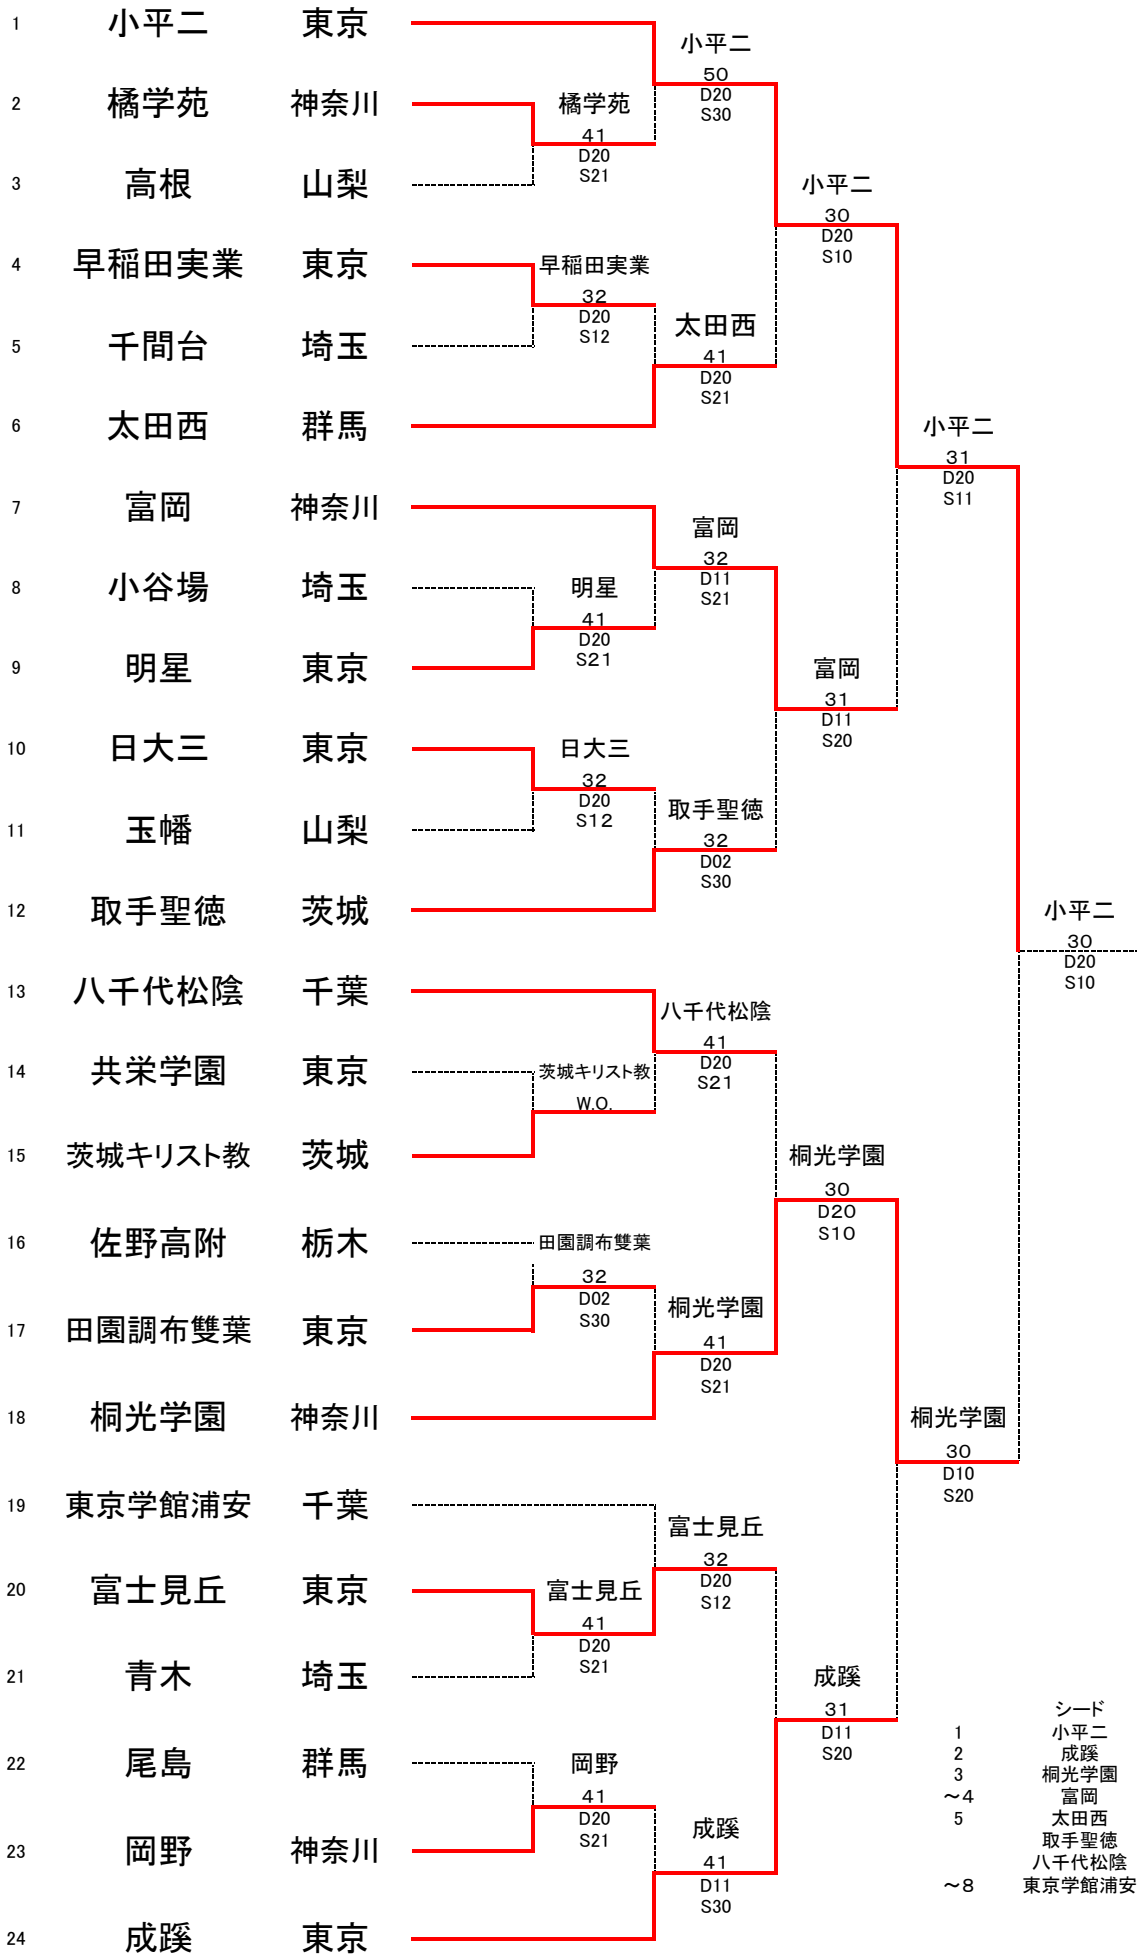 1 小平二 東京
小平二
50
D20
S30
2 橘学苑 神奈川
橘学苑
41
D20
S21
3 高根 山梨
小平二
30
D20
S10
4 早稲田実業 東京
早稲田実業
32
D20
S12
5 千間台 埼玉
太田西
41
D20
S21
6 太田西 群馬
小平二
31
D20
S11
7 富岡 神奈川
富岡
32
D11
S21
8 小谷場 埼玉
明星
41
D20
S21
9 明星 東京
富岡
31
D11
S20
10 日大三 東京
日大三
32
D20
S12
11 玉幡 山梨
取手聖徳
32
D02
S30
12 取手聖徳 茨城
小平二
30
D20
S10
13 八千代松陰 千葉
八千代松陰
41
D20
S21
14 共栄学園 東京
茨城キリスト教
W.O.
15 茨城キリスト教 茨城
桐光学園
30
D20
S10
16 佐野高附 栃木
田園調布雙葉
32
D02
S30
17 田園調布雙葉 東京
桐光学園
41
D20
S21
18 桐光学園 神奈川
桐光学園
30
D10
S20
19 東京学館浦安 千葉
富士見丘
32
D20
S12
20 富士見丘 東京
富士見丘
41
D20
S21
21 青木 埼玉
成蹊
31
D11
S20
22 尾島 群馬
岡野
41
D20
S21
23 岡野 神奈川
成蹊
41
D11
S30
24 成蹊 東京
シード
1 小平二
2 成蹊
3 桐光学園
～4 富岡
5 太田西
取手聖徳
八千代松陰
～8 東京学館浦安